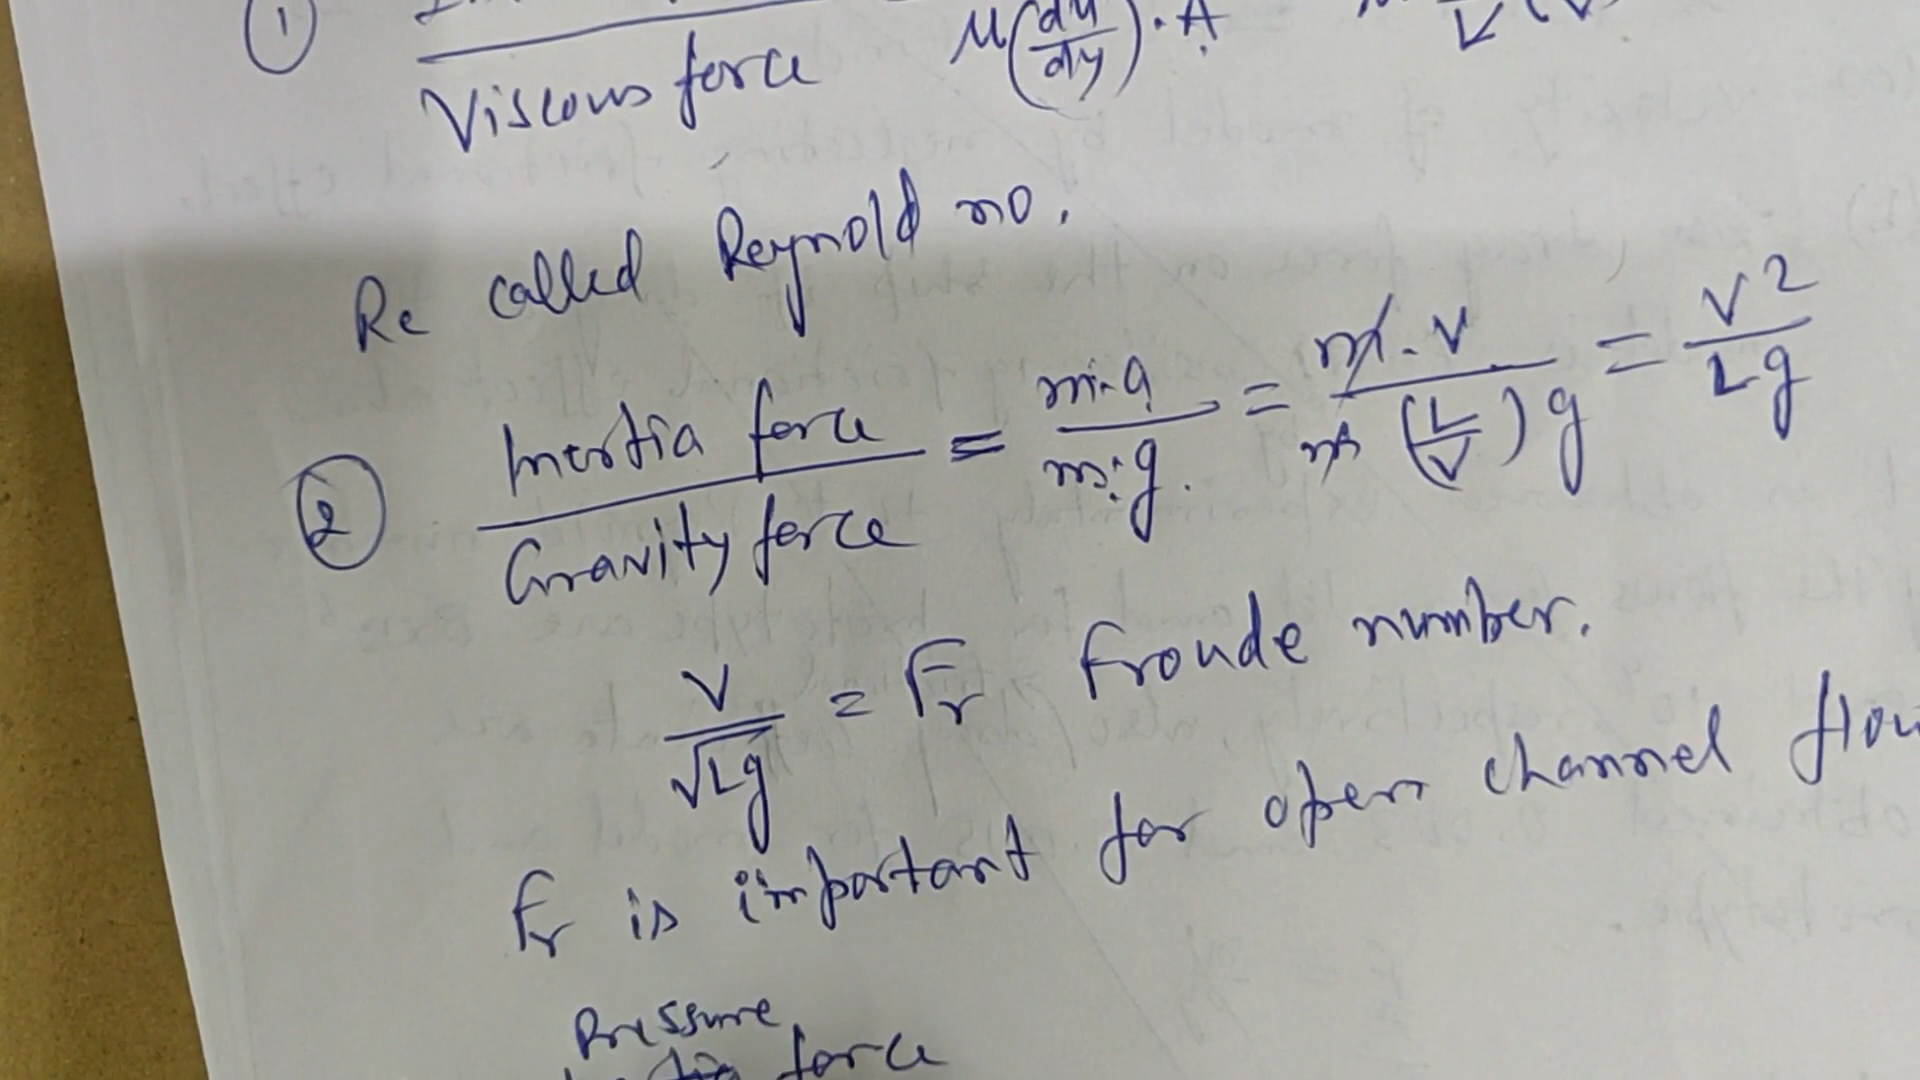 ①
Viscous force μ(du/dy).A
Re called Reynold no.
② Inertia force / Gravity force = m.a / m.g. = m.V / m(L/V)g = V² / Lg
V / √Lg = Fr Froude number.
Fr is important for open channel flow
Pressure
force